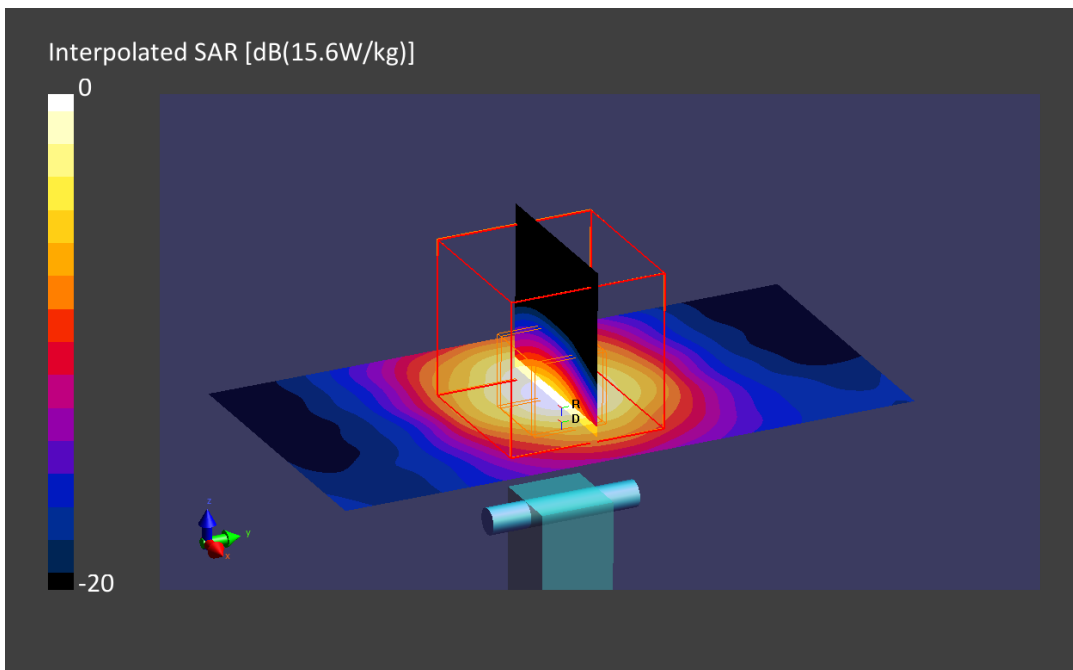 Interpolated SAR [dB(15.6W/kg)]
0
R
D
z
y
x
-20